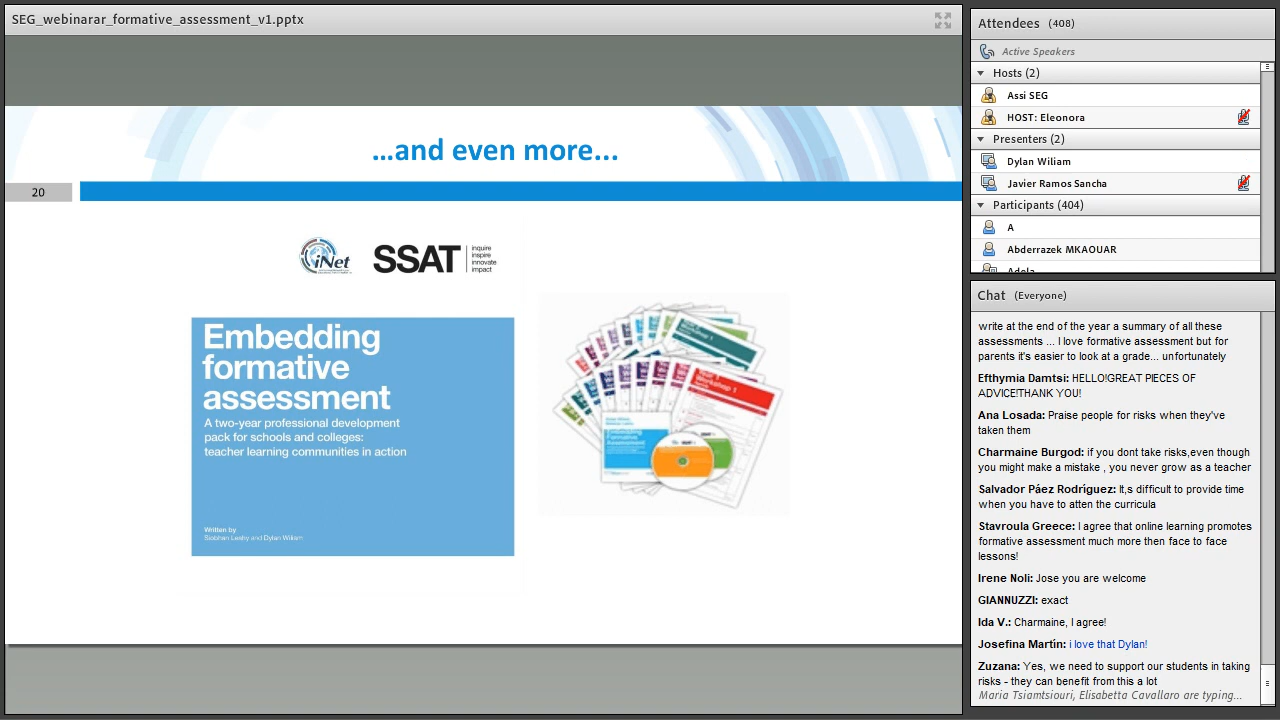 SEG_webinarar_formative_assessment_v1.pptx
...and even more...
20
iNet
SSAT
inquire
inspire
innovate
impact
Embedding
formative
assessment
A two-year professional development
pack for schools and colleges:
teacher learning communities in action
Written by
Siobhan Leahy and Dylan Wiliam
Workshop 1
SSAT
Embedding
Formative
Assessment
Attendees (408)
Active Speakers
Hosts (2)
Assi SEG
HOST: Eleonora
Presenters (2)
Dylan Wiliam
Javier Ramos Sancha
Participants (404)
A
Abderrazek MKAOUAR
Adela
Chat (Everyone)
write at the end of the year a summary of all these
assessments ... I love formative assessment but for
parents it's easier to look at a grade... unfortunately
Efthymia Damtsi: HELLO!GREAT PIECES OF
ADVICE!THANK YOU!
Ana Losada: Praise people for risks when they've
taken them
Charmaine Burgod: if you dont take risks,even though
you might make a mistake , you never grow as a teacher
Salvador Páez Rodríguez: It,s difficult to provide time
when you have to atten the curricula
Stavroula Greece: I agree that online learning promotes
formative assessment much more then face to face
lessons!
Irene Noli: Jose you are welcome
GIANNUZZI: exact
Ida V.: Charmaine, I agree!
Josefina Martín: i love that Dylan!
Zuzana: Yes, we need to support our students in taking
risks - they can benefit from this a lot
Maria Tsiamtsiouri, Elisabetta Cavallaro are typing...